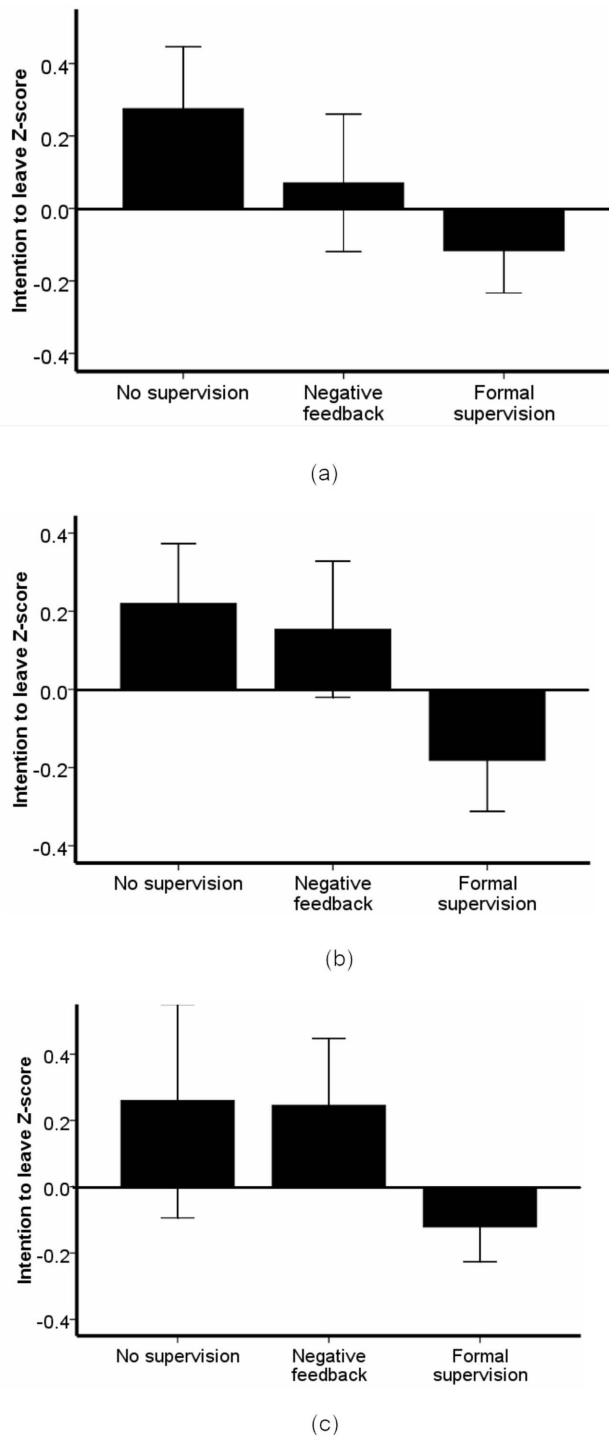 Intention to leave Z-score
0.4
0.2
0.0
-0.2
-0.4
No supervision
Negative
feedback
Formal
supervision
(a)
Intention to leave Z-score
0.4
0.2
0.0
-0.2
-0.4
No supervision
Negative
feedback
Formal
supervision
(b)
Intention to leave Z-score
0.4
0.2
0.0
-0.2
-0.4
No supervision
Negative
feedback
Formal
supervision
(c)